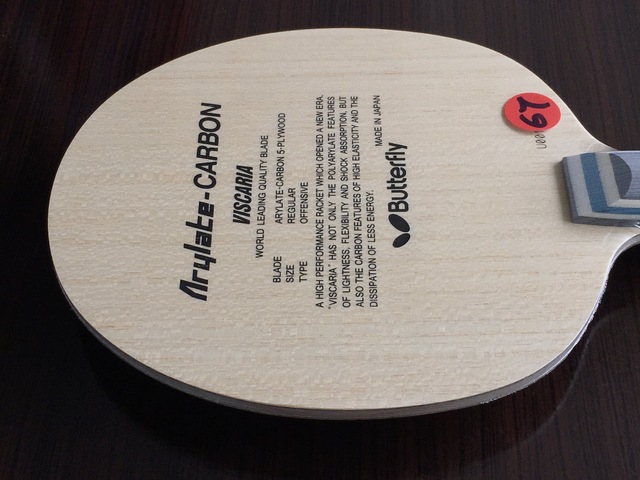 Arylate-CARBON
VISCARIA
WORLD LEADING QUALITY BLADE
BLADE ARYLATE-CARBON 5-PLYWOOD
SIZE REGULAR
TYPE OFFENSIVE
A HIGH PERFORMANCE RACKET WHICH OPENED A NEW ERA.
"VISCARIA" HAS NOT ONLY THE POLYARYLATE FEATURES
OF LIGHTNESS, FLEXIBILITY AND SHOCK ABSORPTION, BUT
ALSO THE CARBON FEATURES OF HIGH ELASTICITY AND THE
DISSIPATION OF LESS ENERGY.
MADE IN JAPAN
Butterfly
67